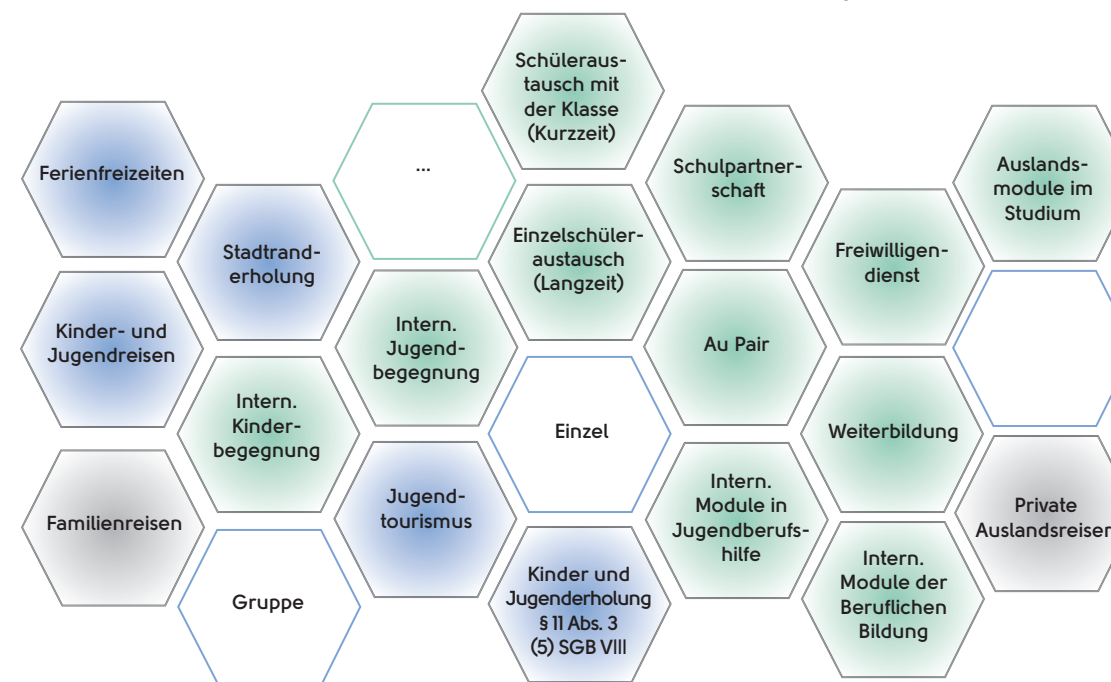 Schüleraus-
tausch mit
der Klasse
(Kurzzeit)
Ferienfreizeiten
...
Schulpartner-
schaft
Auslands-
module im
Studium
Stadtrand-
erholung
Einzelschüler-
austausch
(Langzeit)
Freiwilligen-
dienst
Kinder- und
Jugendreisen
Intern.
Jugend-
begegnung
Au Pair
Intern.
Kinder-
begegnung
Einzel
Weiterbildung
Familienreisen
Jugend-
tourismus
Intern.
Module in
Jugendberufs-
hilfe
Private
Auslandsreisen
Gruppe
Kinder und
Jugenderholung
§ 11 Abs. 3
(5) SGB VIII
Intern.
Module der
Beruflichen
Bildung